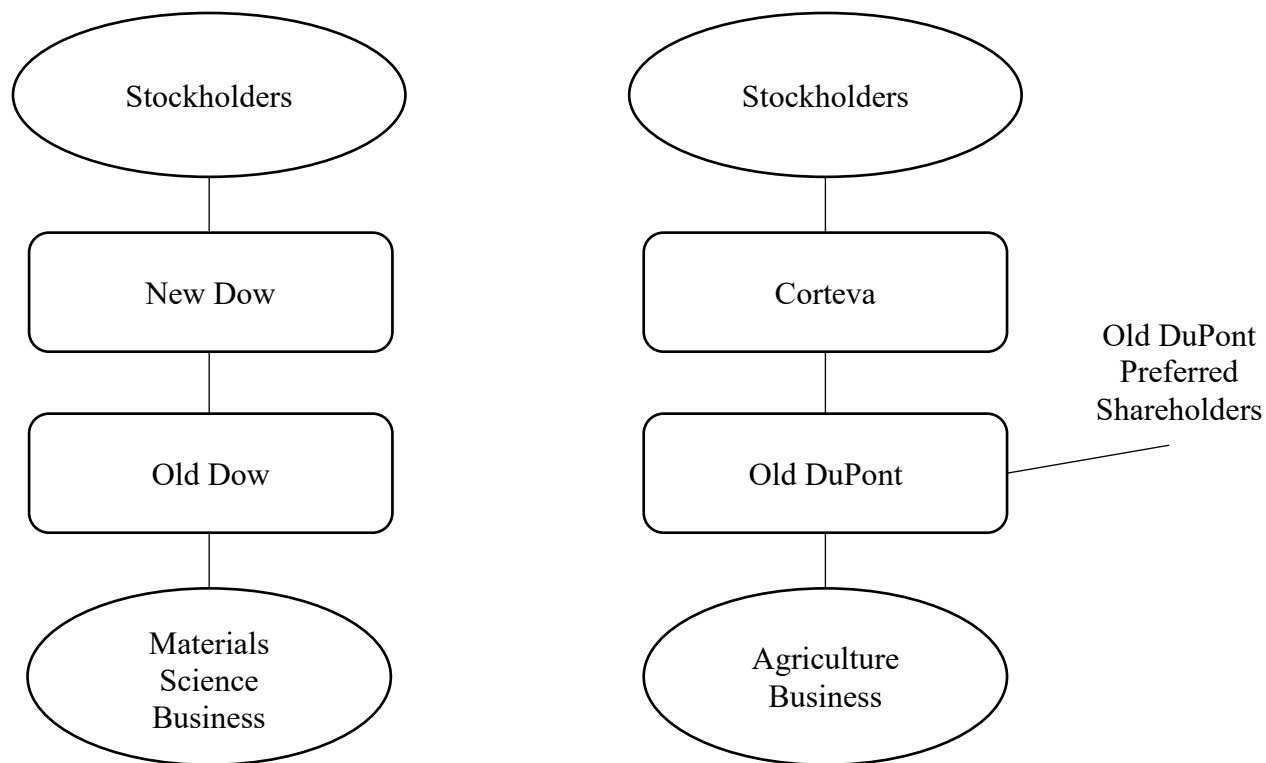 Stockholders
New Dow
Old Dow
Materials
Science
Business
Stockholders
Corteva
Old DuPont
Old DuPont
Preferred
Shareholders
Agriculture
Business